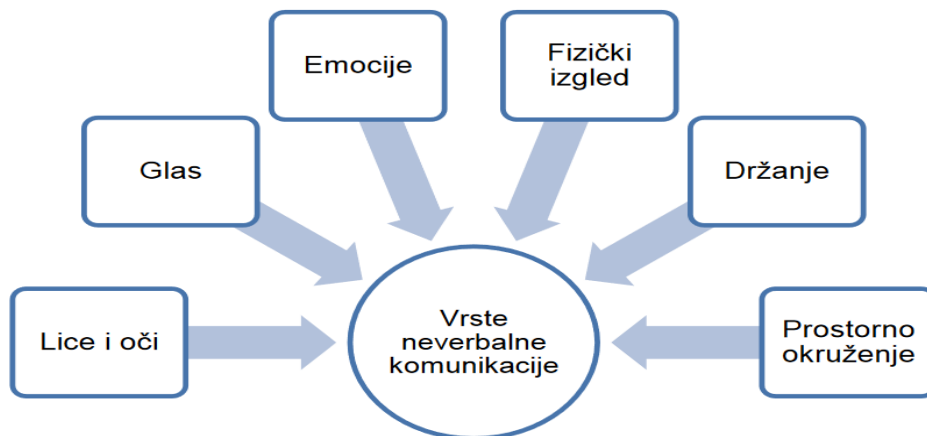 Emocije
Fizički
izgled
Glas
Držanje
Lice i oči
Vrste
neverbalne
komunikacije
Prostorno
okruženje